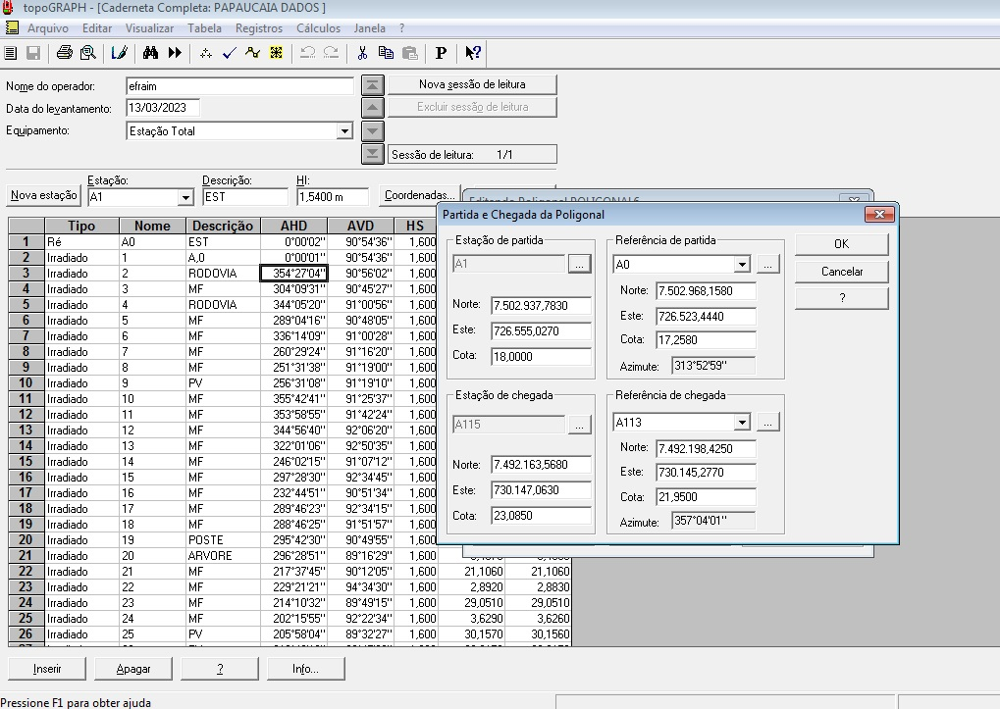 topoGRAPH - [Caderneta Completa: PAPAUCAIA DADOS ]
Arquivo Editar Visualizar Tabela Registros Cálculos Janela ?
P ?
Nome do operador: efraim Nova sessão de leitura
Data do levantamento: 13/03/2023 Excluir sessão de leitura
Equipamento: Estação Total
Sessão de leitura: 1/1
Estação: Descrição: HI:
Nova estação A1 EST 1,5400 m Coordenadas...
Tipo Nome Descrição AHD AVD HS
1 Ré A0 EST 0°00'02" 90°54'36" 1,600
2 Irradiado 1 A,0 0°00'01" 90°54'36" 1,600
3 Irradiado 2 RODOVIA 354°27'04" 90°56'02" 1,600
4 Irradiado 3 MF 304°09'31" 90°45'27" 1,600
5 Irradiado 4 RODOVIA 344°05'20" 91°00'56" 1,600
6 Irradiado 5 MF 289°04'16" 90°48'05" 1,600
7 Irradiado 6 MF 336°14'09" 91°00'28" 1,600
8 Irradiado 7 MF 260°29'24" 91°16'20" 1,600
9 Irradiado 8 MF 251°31'38" 91°19'00" 1,600
10 Irradiado 9 PV 256°31'08" 91°19'10" 1,600
11 Irradiado 10 MF 355°42'41" 91°25'37" 1,600
12 Irradiado 11 MF 353°58'55" 91°42'24" 1,600
13 Irradiado 12 MF 344°56'40" 92°06'20" 1,600
14 Irradiado 13 MF 322°01'06" 92°50'35" 1,600
15 Irradiado 14 MF 246°02'15" 91°07'12" 1,600
16 Irradiado 15 MF 297°28'30" 92°34'45" 1,600
17 Irradiado 16 MF 232°44'51" 90°51'34" 1,600
18 Irradiado 17 MF 289°46'23" 92°34'15" 1,600
19 Irradiado 18 MF 288°46'25" 91°51'57" 1,600
20 Irradiado 19 POSTE 295°42'30" 90°49'55" 1,600
21 Irradiado 20 ARVORE 296°28'51" 89°16'29" 1,600
22 Irradiado 21 MF 217°37'45" 90°12'05" 1,600 21,1060 21,1060
23 Irradiado 22 MF 229°21'21" 94°34'30" 1,600 2,8920 2,8830
24 Irradiado 23 MF 214°10'32" 89°49'15" 1,600 29,0510 29,0510
25 Irradiado 24 MF 202°15'55" 92°22'34" 1,600 3,6290 3,6260
26 Irradiado 25 PV 205°58'04" 89°32'27" 1,600 30,1570 30,1560
Partida e Chegada da Poligonal
Estação de partida
A1 ...
Norte: 7.502.937,7830
Este: 726.555,0270
Cota: 18,0000
Referência de partida
A0 ...
Norte: 7.502.968,1580
Este: 726.523,4440
Cota: 17,2580
Azimute: 313°52'59"
OK
Cancelar
?
Estação de chegada
A115 ...
Norte: 7.492.163,5680
Este: 730.147,0630
Cota: 23,0850
Referência de chegada
A113 ...
Norte: 7.492.198,4250
Este: 730.145,2770
Cota: 21,9500
Azimute: 357°04'01"
Inserir Apagar ? Info...
Pressione F1 para obter ajuda